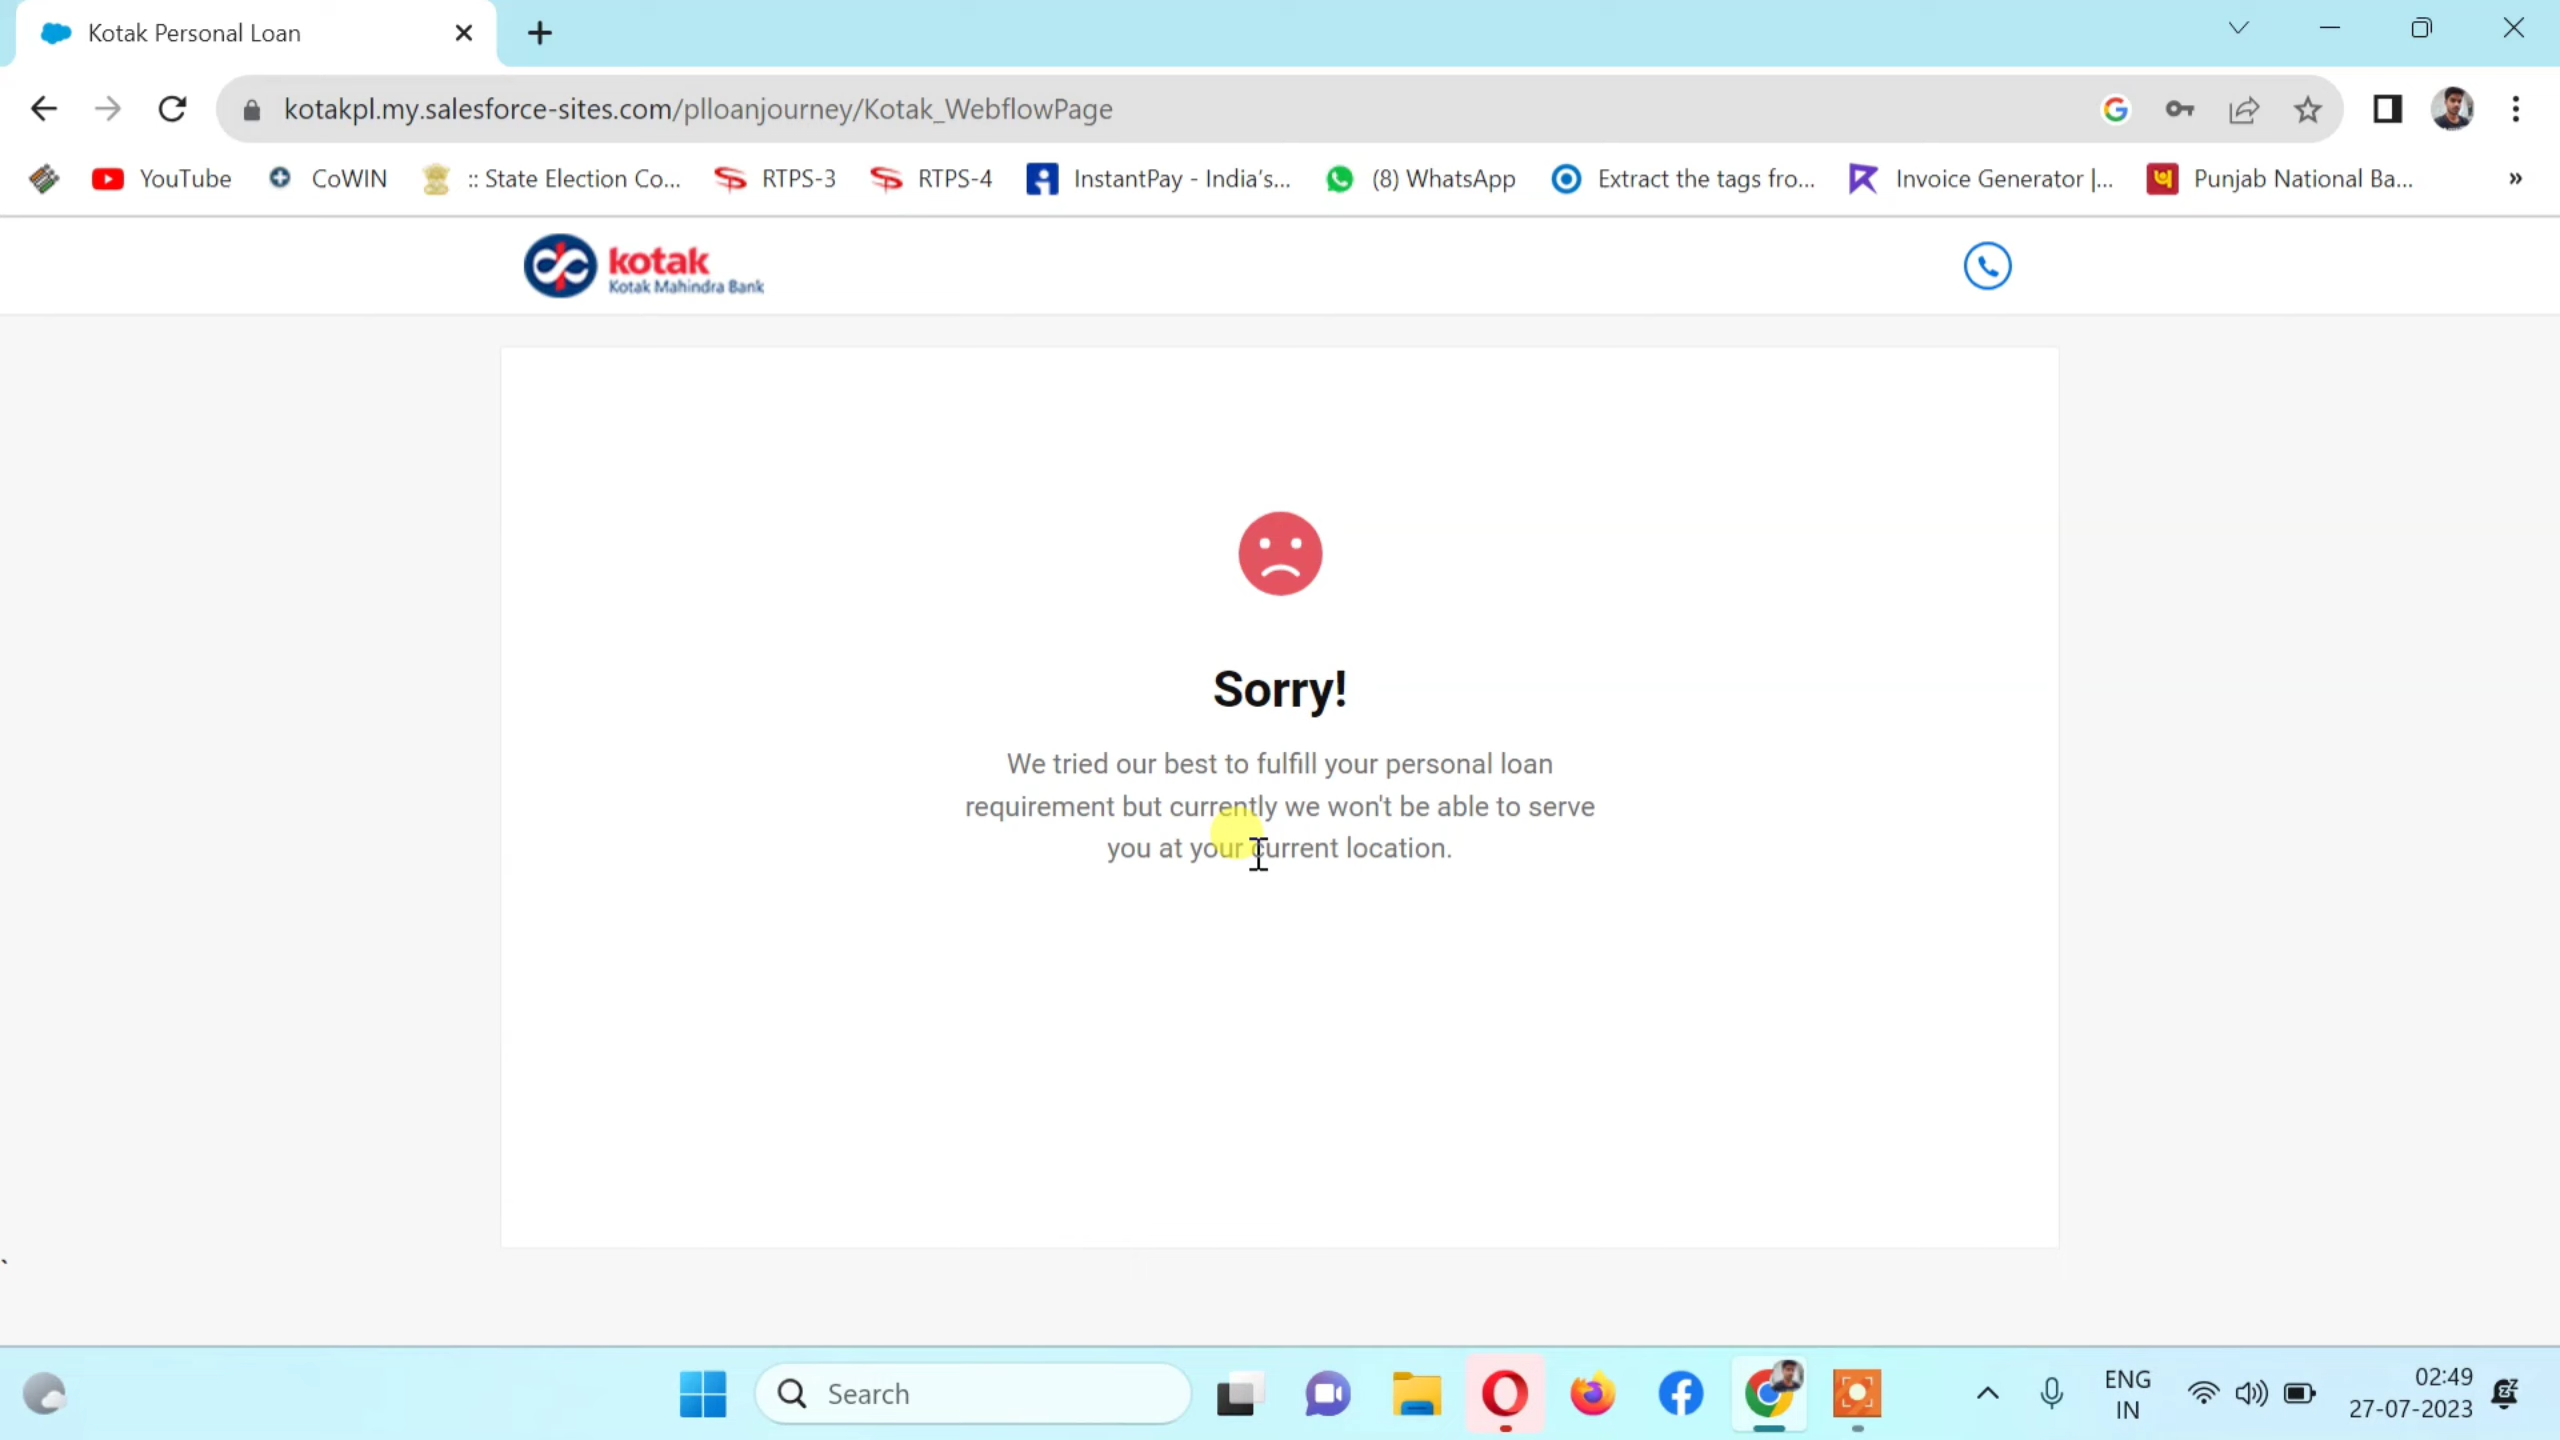 Kotak Personal Loan
kotakpl.my.salesforce-sites.com/plloanjourney/Kotak_WebflowPage
YouTube CoWIN :: State Election Co... RTPS-3 RTPS-4 InstantPay - India's... (8) WhatsApp Extract the tags fro... Invoice Generator |... Punjab National Ba... »
kotak
Kotak Mahindra Bank
Sorry!
We tried our best to fulfill your personal loan
requirement but currently we won't be able to serve
you at your current location.
`
Search
ENG
IN
02:49
27-07-2023